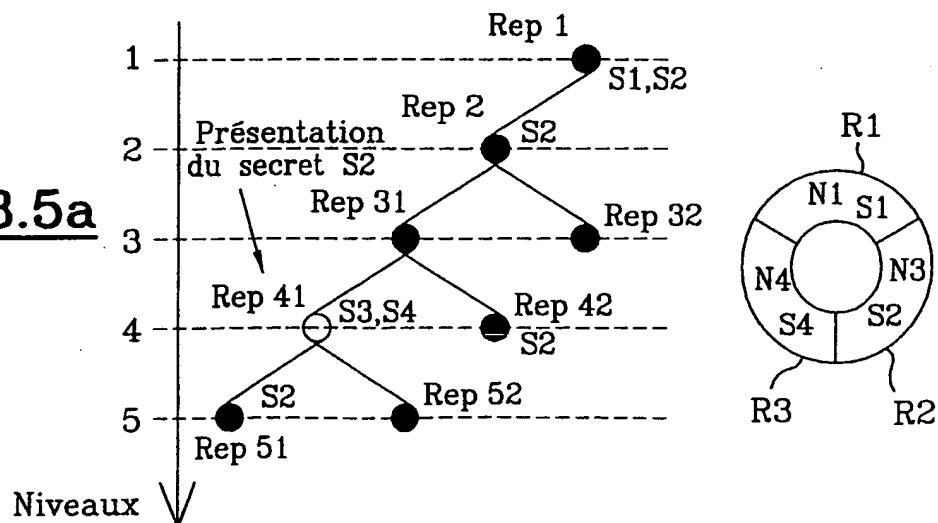 Rep 1
1
S1,S2
Rep 2
Présentation
du secret S2
2
S2
R1
3.5a
Rep 31
Rep 32
3
N1
S1
N3
N4
S2
S4
Rep 41
S3,S4
Rep 42
4
S2
R3
R2
S2
Rep 52
5
Rep 51
Niveaux